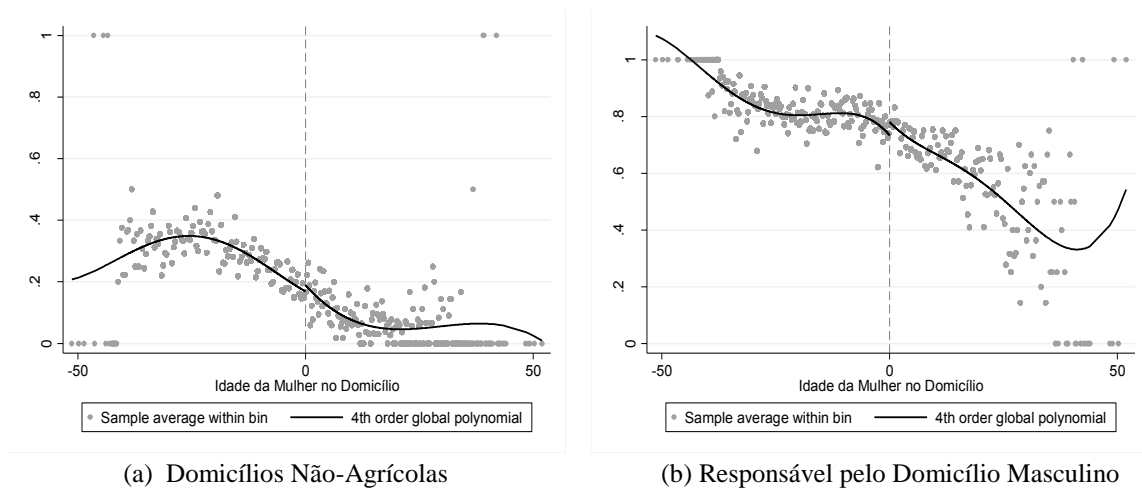 1
.8
.6
.4
.2
0
-50 0 50
Idade da Mulher no Domicílio
Sample average within bin 4th order global polynomial
(a) Domicílios Não-Agrícolas
1
.8
.6
.4
.2
0
-50 0 50
Idade da Mulher no Domicílio
Sample average within bin 4th order global polynomial
(b) Responsável pelo Domicílio Masculino